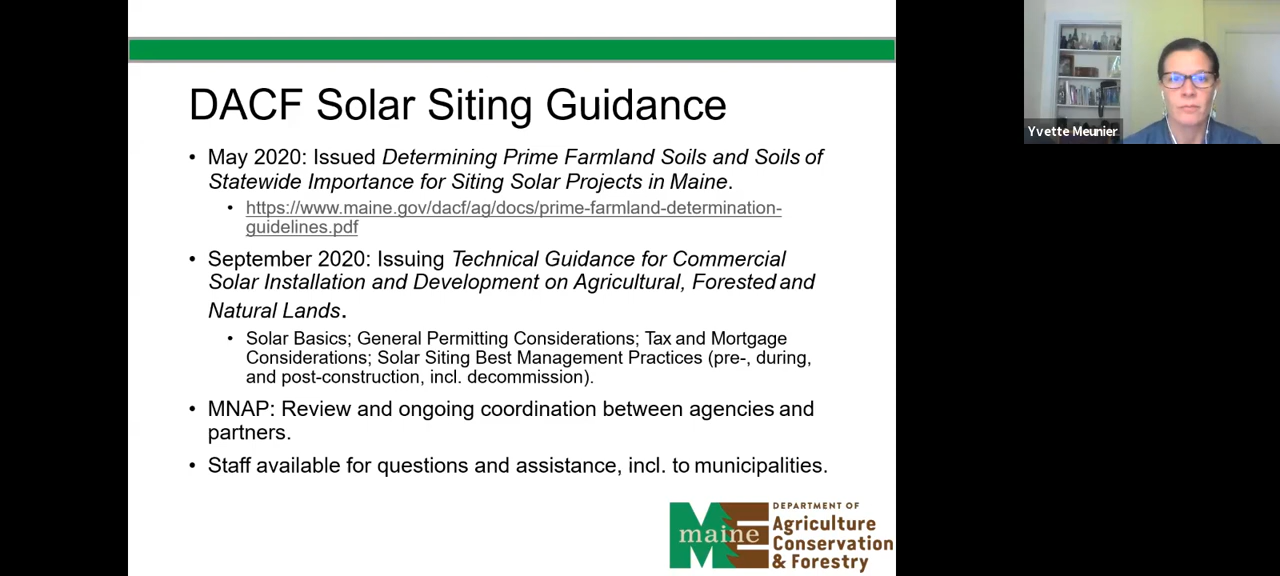 DACF Solar Siting Guidance
• May 2020: Issued Determining Prime Farmland Soils and Soils of
Statewide Importance for Siting Solar Projects in Maine.
• https://www.maine.gov/dacf/ag/docs/prime-farmland-determination-
guidelines.pdf
• September 2020: Issuing Technical Guidance for Commercial
Solar Installation and Development on Agricultural, Forested and
Natural Lands.
• Solar Basics; General Permitting Considerations; Tax and Mortgage
Considerations; Solar Siting Best Management Practices (pre-, during,
and post-construction, incl. decommission).
• MNAP: Review and ongoing coordination between agencies and
partners.
• Staff available for questions and assistance, incl. to municipalities.
ME
maine
DEPARTMENT OF
Agriculture
Conservation
& Forestry
Yvette Meunier